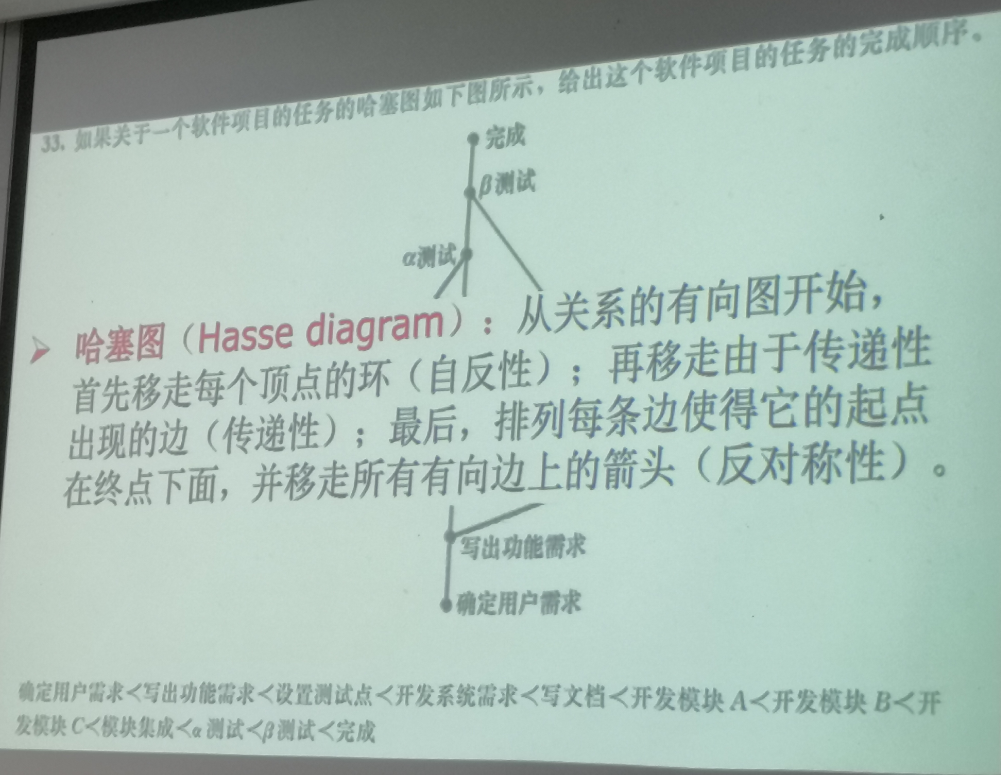 33. 如果关于一个软件项目的任务的哈塞图如下图所示，给出这个软件项目的任务的完成顺序。
完成
β测试
α测试
哈塞图（Hasse diagram）：从关系的有向图开始，
首先移走每个顶点的环（自反性）；再移走由于传递性
出现的边（传递性）；最后，排列每条边使得它的起点
在终点下面，并移走所有有向边上的箭头（反对称性）。
写出功能需求
确定用户需求
确定用户需求≺写出功能需求≺设置测试点≺开发系统需求≺写文档≺开发模块 A≺开发模块 B≺开
发模块 C≺模块集成≺α 测试≺β测试≺完成